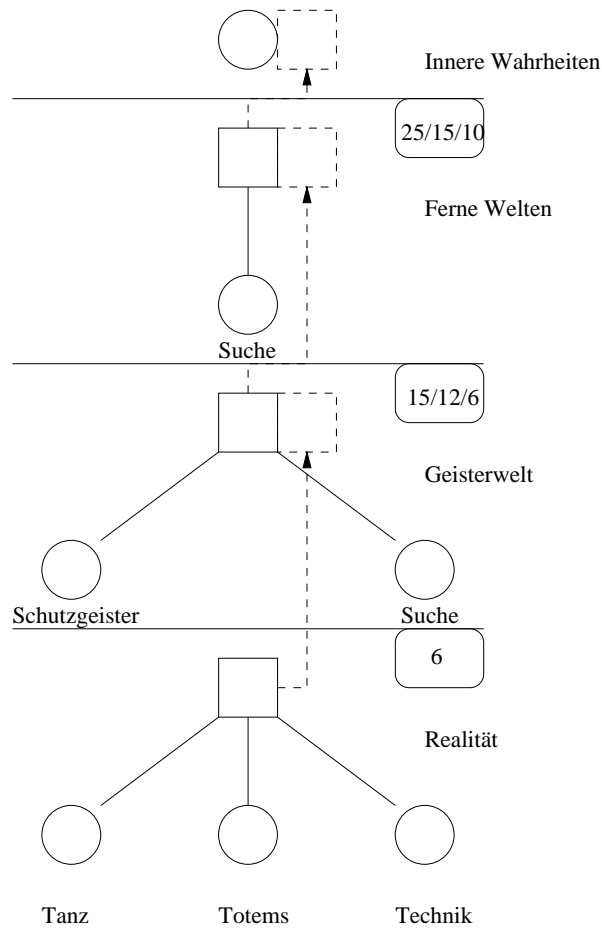 Innere Wahrheiten
25/15/10
Ferne Welten
Suche
15/12/6
Geisterwelt
Schutzgeister Suche
6
Realität
Tanz Totems Technik